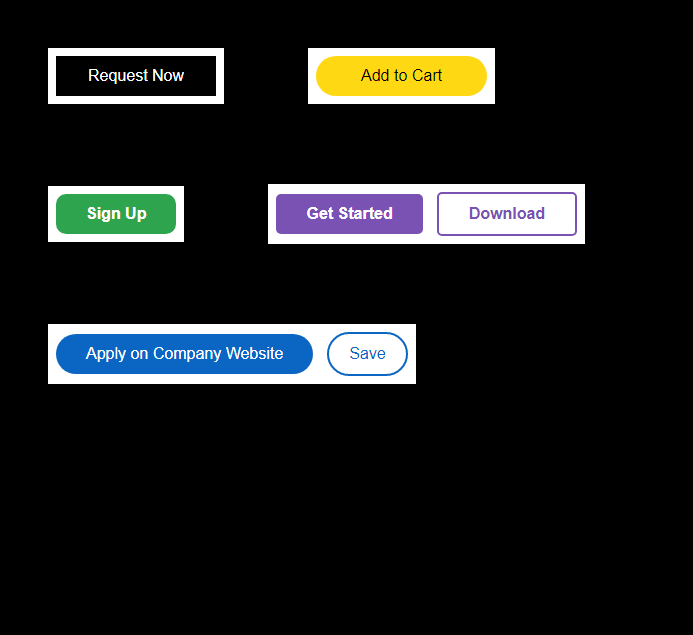 Request Now
Add to Cart
Sign Up
Get Started
Download
Apply on Company Website
Save